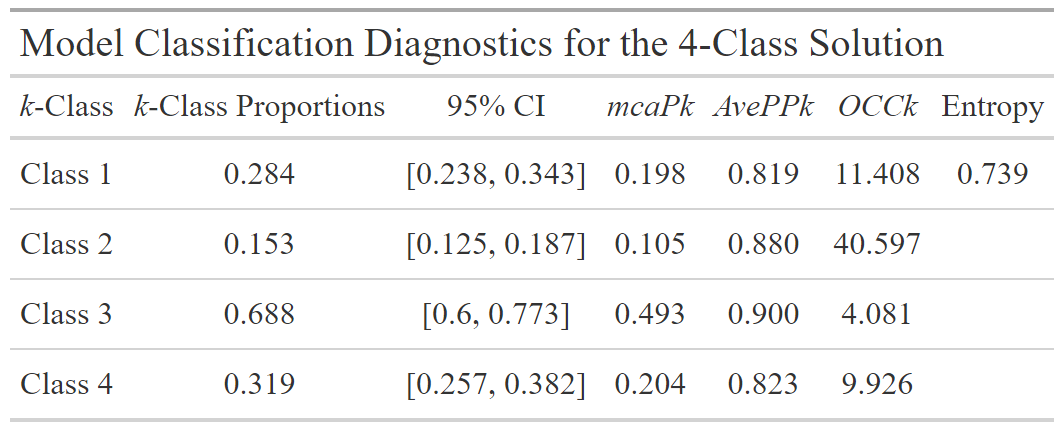 Model Classification Diagnostics for the 4-Class Solution
k-Class k-Class Proportions 95% CI mcaPk AvePPk OCCk Entropy
Class 1 0.284 [0.238, 0.343] 0.198 0.819 11.408 0.739
Class 2 0.153 [0.125, 0.187] 0.105 0.880 40.597
Class 3 0.688 [0.6, 0.773] 0.493 0.900 4.081
Class 4 0.319 [0.257, 0.382] 0.204 0.823 9.926